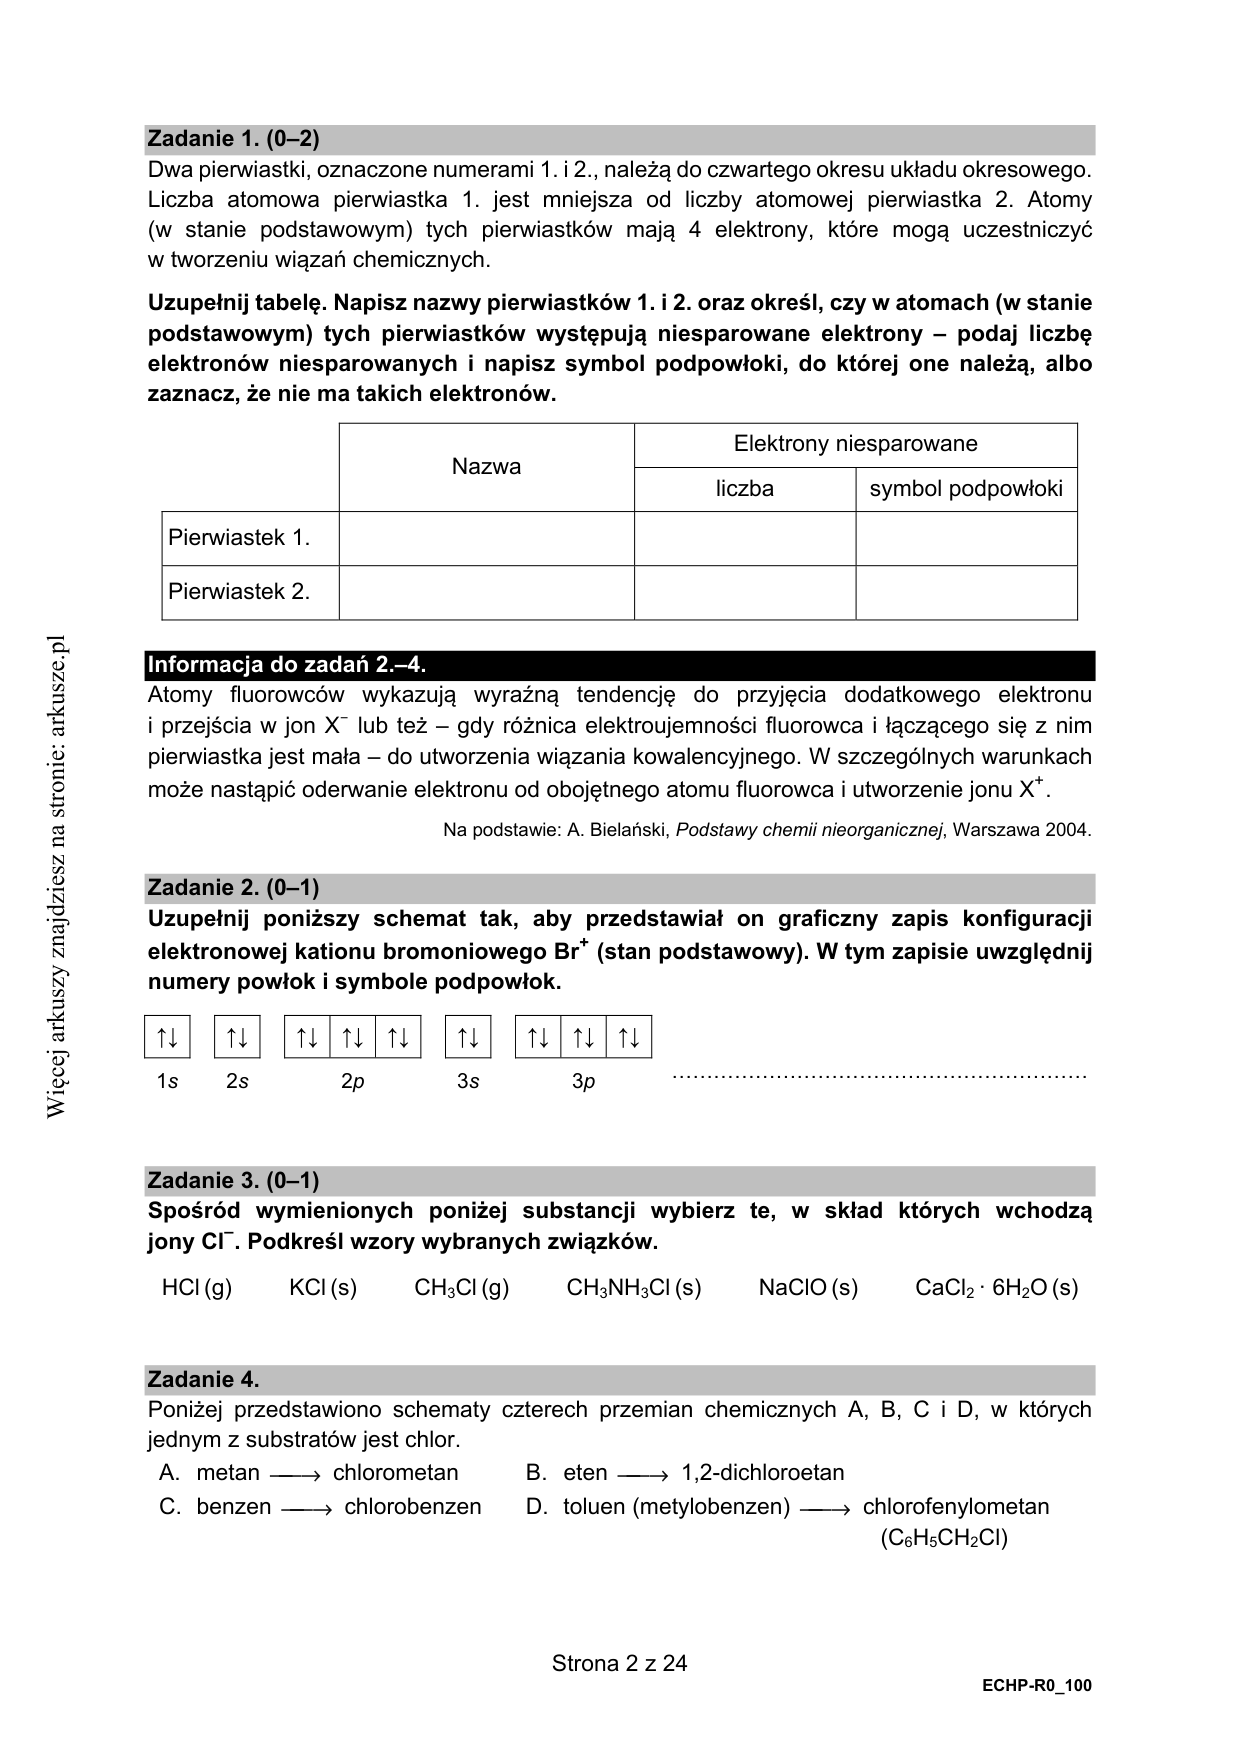 Zadanie 1. (0–2)
Dwa pierwiastki, oznaczone numerami 1. i 2., należą do czwartego okresu układu okresowego.
Liczba atomowa pierwiastka 1. jest mniejsza od liczby atomowej pierwiastka 2. Atomy
(w stanie podstawowym) tych pierwiastków mają 4 elektrony, które mogą uczestniczyć
w tworzeniu wiązań chemicznych.
Uzupełnij tabelę. Napisz nazwy pierwiastków 1. i 2. oraz określ, czy w atomach (w stanie
podstawowym) tych pierwiastków występują niesparowane elektrony – podaj liczbę
elektronów niesparowanych i napisz symbol podpowłoki, do której one należą, albo
zaznacz, że nie ma takich elektronów.
Nazwa
Elektrony niesparowane
liczba
symbol podpowłoki
Pierwiastek 1.
Pierwiastek 2.
Informacja do zadań 2.–4.
Atomy fluorowców wykazują wyraźną tendencję do przyjęcia dodatkowego elektronu
i przejścia w jon X⁻ lub też – gdy różnica elektroujemności fluorowca i łączącego się z nim
pierwiastka jest mała – do utworzenia wiązania kowalencyjnego. W szczególnych warunkach
może nastąpić oderwanie elektronu od obojętnego atomu fluorowca i utworzenie jonu X⁺.
Na podstawie: A. Bielański, Podstawy chemii nieorganicznej, Warszawa 2004.
Zadanie 2. (0–1)
Uzupełnij poniższy schemat tak, aby przedstawiał on graficzny zapis konfiguracji
elektronowej kationu bromoniowego Br⁺ (stan podstawowy). W tym zapisie uwzględnij
numery powłok i symbole podpowłok.
↑↓ ↑↓ ↑↓ ↑↓ ↑↓ ↑↓ ↑↓ ↑↓ ↑↓
1s 2s 2p 3s 3p ............................................................
Zadanie 3. (0–1)
Spośród wymienionych poniżej substancji wybierz te, w skład których wchodzą
jony Cl⁻. Podkreśl wzory wybranych związków.
HCl (g) KCl (s) CH₃Cl (g) CH₃NH₃Cl (s) NaClO (s) CaCl₂ · 6H₂O (s)
Zadanie 4.
Poniżej przedstawiono schematy czterech przemian chemicznych A, B, C i D, w których
jednym z substratów jest chlor.
A. metan ⟶ chlorometan B. eten ⟶ 1,2-dichloroetan
C. benzen ⟶ chlorobenzen D. toluen (metylobenzen) ⟶ chlorofenylometan
(C₆H₅CH₂Cl)
Strona 2 z 24
ECHP-R0_100
Więcej arkuszy znajdziesz na stronie: arkusze.pl